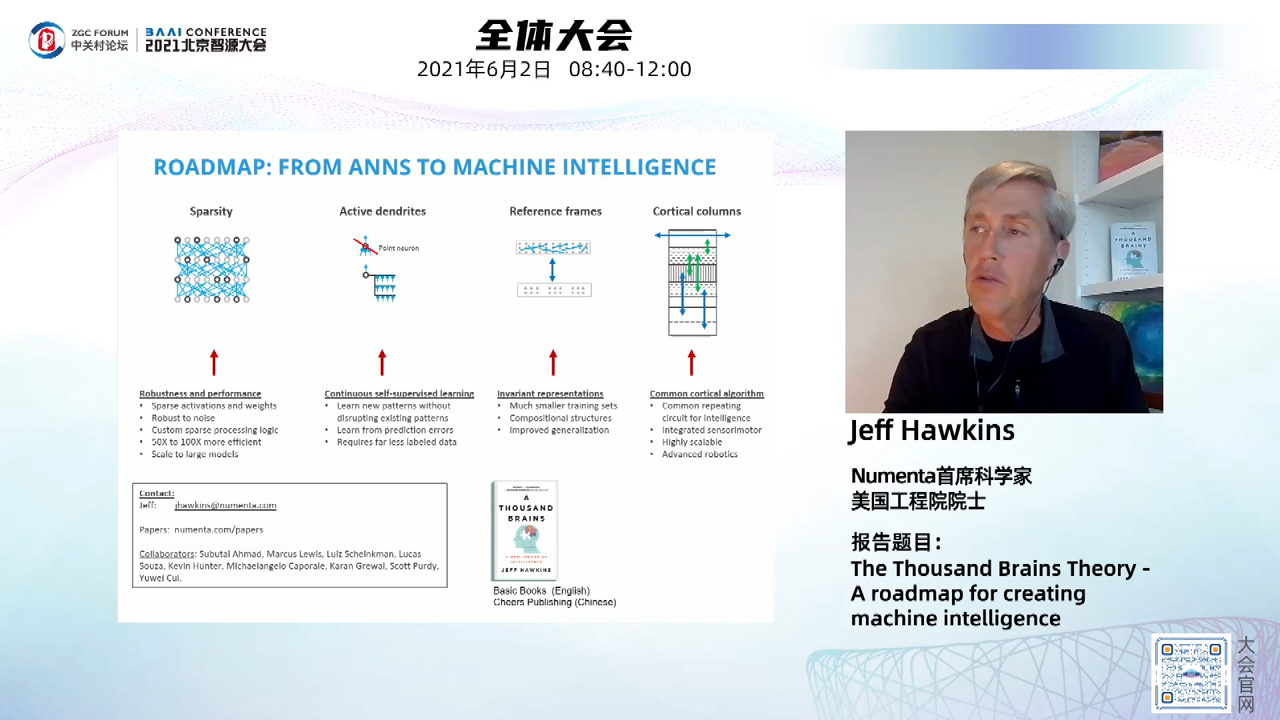 ZGC FORUM
中关村论坛
BAAI CONFERENCE
2021北京智源大会
全体大会
2021年6月2日 08:40-12:00
ROADMAP: FROM ANNS TO MACHINE INTELLIGENCE
Sparsity
Active dendrites
Point neuron
Reference frames
Cortical columns
Robustness and performance
• Sparse activations and weights
• Robust to noise
• Custom sparse processing logic
• 50X to 100X more efficient
• Scale to large models
Continuous self-supervised learning
• Learn new patterns without
disrupting existing patterns
• Learn from prediction errors
• Requires far less labeled data
Invariant representations
• Much smaller training sets
• Compositional structures
• Improved generalization
Common cortical algorithm
• Common repeating
circuit for intelligence
• Integrated sensorimotor
• Highly scalable
• Advanced robotics
Contact:
Jeff: jhawkins@numenta.com
Papers: numenta.com/papers
Collaborators: Subutai Ahmad, Marcus Lewis, Luiz Scheinkman, Lucas
Souza, Kevin Hunter, Michaelangelo Caporale, Karan Grewal, Scott Purdy,
Yuwei Cui.
A
THOUSAND
BRAINS
A NEW THEORY OF
INTELLIGENCE
JEFF HAWKINS
Basic Books (English)
Cheers Publishing (Chinese)
A
THOUSAND
BRAINS
Jeff Hawkins
Numenta首席科学家
美国工程院院士
报告题目：
The Thousand Brains Theory -
A roadmap for creating
machine intelligence
大会官网